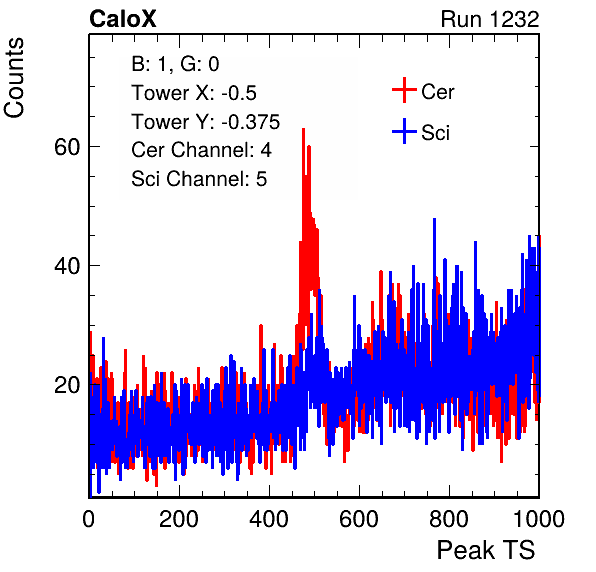 CaloX Run 1232
Counts
B: 1, G: 0
Tower X: -0.5
Tower Y: -0.375
Cer Channel: 4
Sci Channel: 5
Cer
Sci
60
40
20
0 200 400 600 800 1000
Peak TS